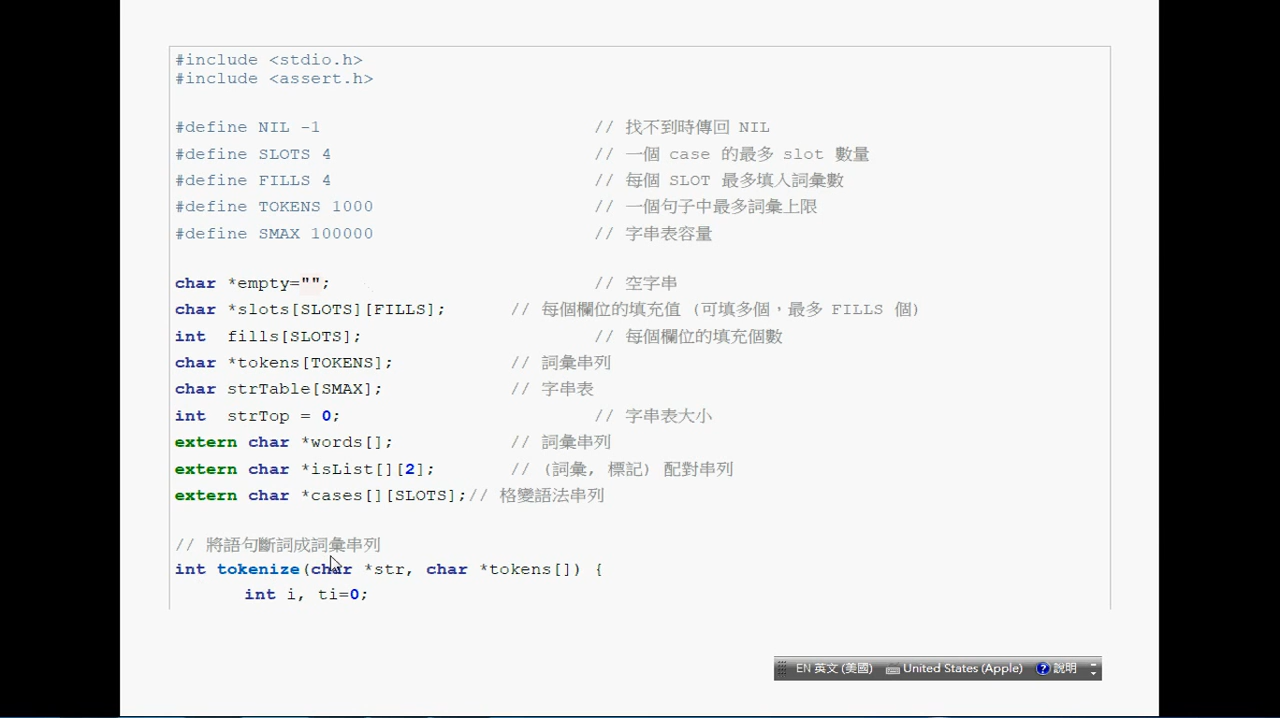 #include <stdio.h>
#include <assert.h>
#define NIL -1 // 找不到時傳回 NIL
#define SLOTS 4 // 一個 case 的最多 slot 數量
#define FILLS 4 // 每個 SLOT 最多填入詞彙數
#define TOKENS 1000 // 一個句子中最多詞彙上限
#define SMAX 100000 // 字串表容量
char *empty=""; // 空字串
char *slots[SLOTS][FILLS]; // 每個欄位的填充值 (可填多個，最多 FILLS 個)
int fills[SLOTS]; // 每個欄位的填充個數
char *tokens[TOKENS]; // 詞彙串列
char strTable[SMAX]; // 字串表
int strTop = 0; // 字串表大小
extern char *words[]; // 詞彙串列
extern char *isList[][2]; // (詞彙, 標記) 配對串列
extern char *cases[][SLOTS];// 格變語法串列
// 將語句斷詞成詞彙串列
int tokenize(char *str, char *tokens[]) {
int i, ti=0;
EN 英文 (美國) United States (Apple) ? 說明